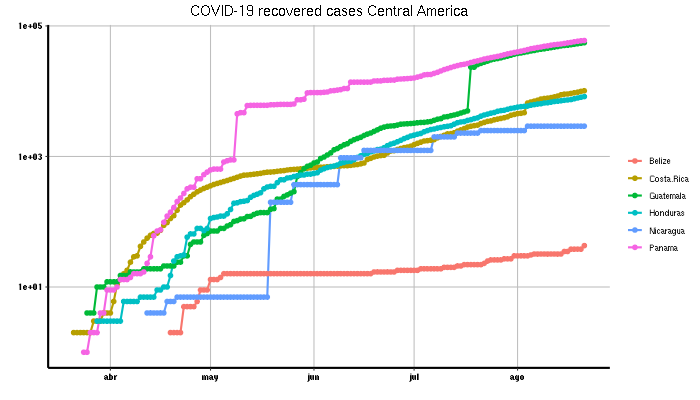 COVID-19 recovered cases Central America
1e+05
1e+03
1e+01
abr
may
jun
jul
ago
Belize
Costa.Rica
Guatemala
Honduras
Nicaragua
Panama